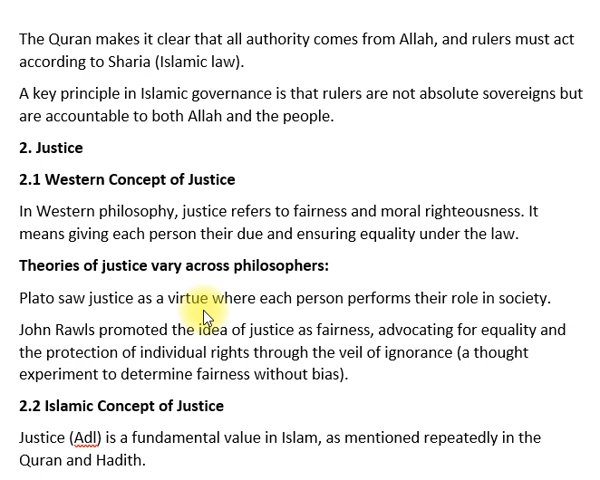 The Quran makes it clear that all authority comes from Allah, and rulers must act
according to Sharia (Islamic law).
A key principle in Islamic governance is that rulers are not absolute sovereigns but
are accountable to both Allah and the people.
2. Justice
2.1 Western Concept of Justice
In Western philosophy, justice refers to fairness and moral righteousness. It
means giving each person their due and ensuring equality under the law.
Theories of justice vary across philosophers:
Plato saw justice as a virtue where each person performs their role in society.
John Rawls promoted the idea of justice as fairness, advocating for equality and
the protection of individual rights through the veil of ignorance (a thought
experiment to determine fairness without bias).
2.2 Islamic Concept of Justice
Justice (Adl) is a fundamental value in Islam, as mentioned repeatedly in the
Quran and Hadith.